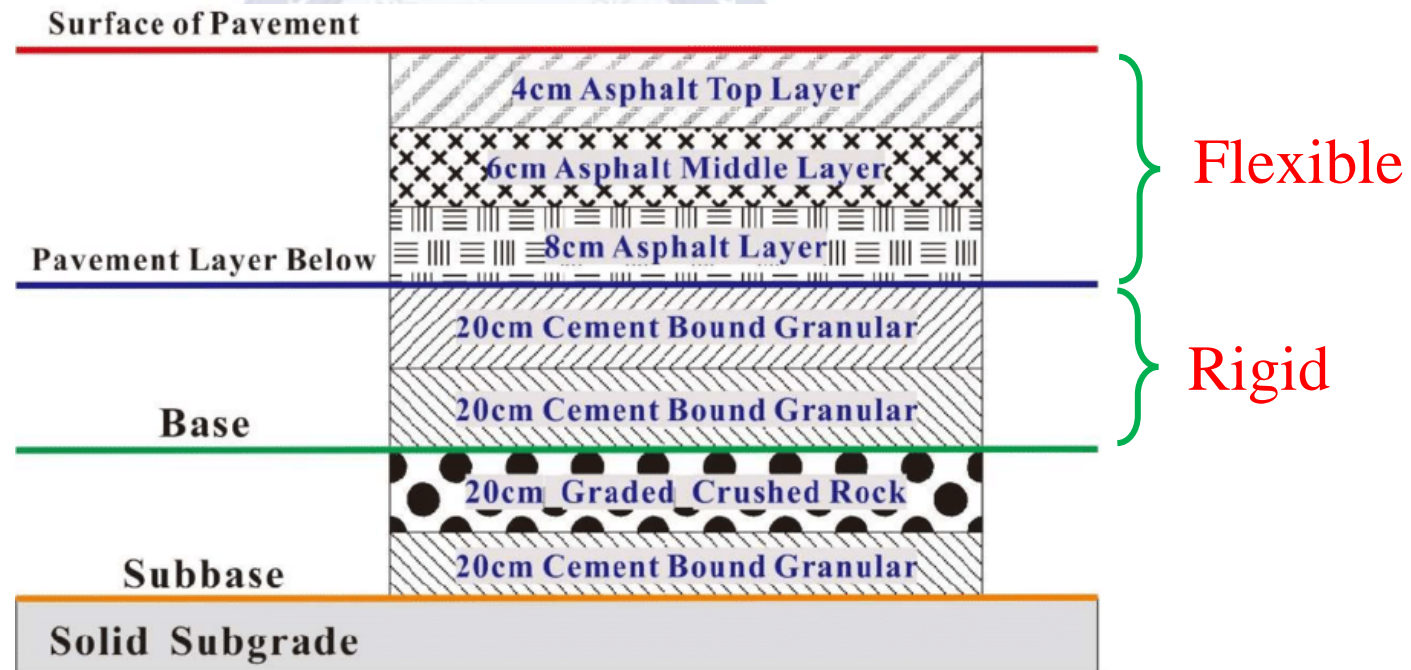 Surface of Pavement
4cm Asphalt Top Layer
6cm Asphalt Middle Layer
Flexible
8cm Asphalt Layer
Pavement Layer Below
20cm Cement Bound Granular
Rigid
20cm Cement Bound Granular
Base
20cm Graded Crushed Rock
20cm Cement Bound Granular
Subbase
Solid Subgrade